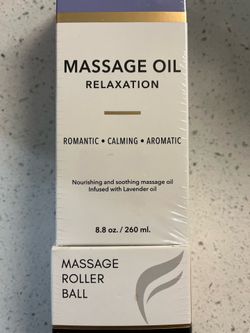 MASSAGE OIL
RELAXATION
ROMANTIC • CALMING • AROMATIC
Nourishing and soothing massage oil
Infused with Lavender oil
8.8 oz. / 260 ml.
MASSAGE
ROLLER
BALL